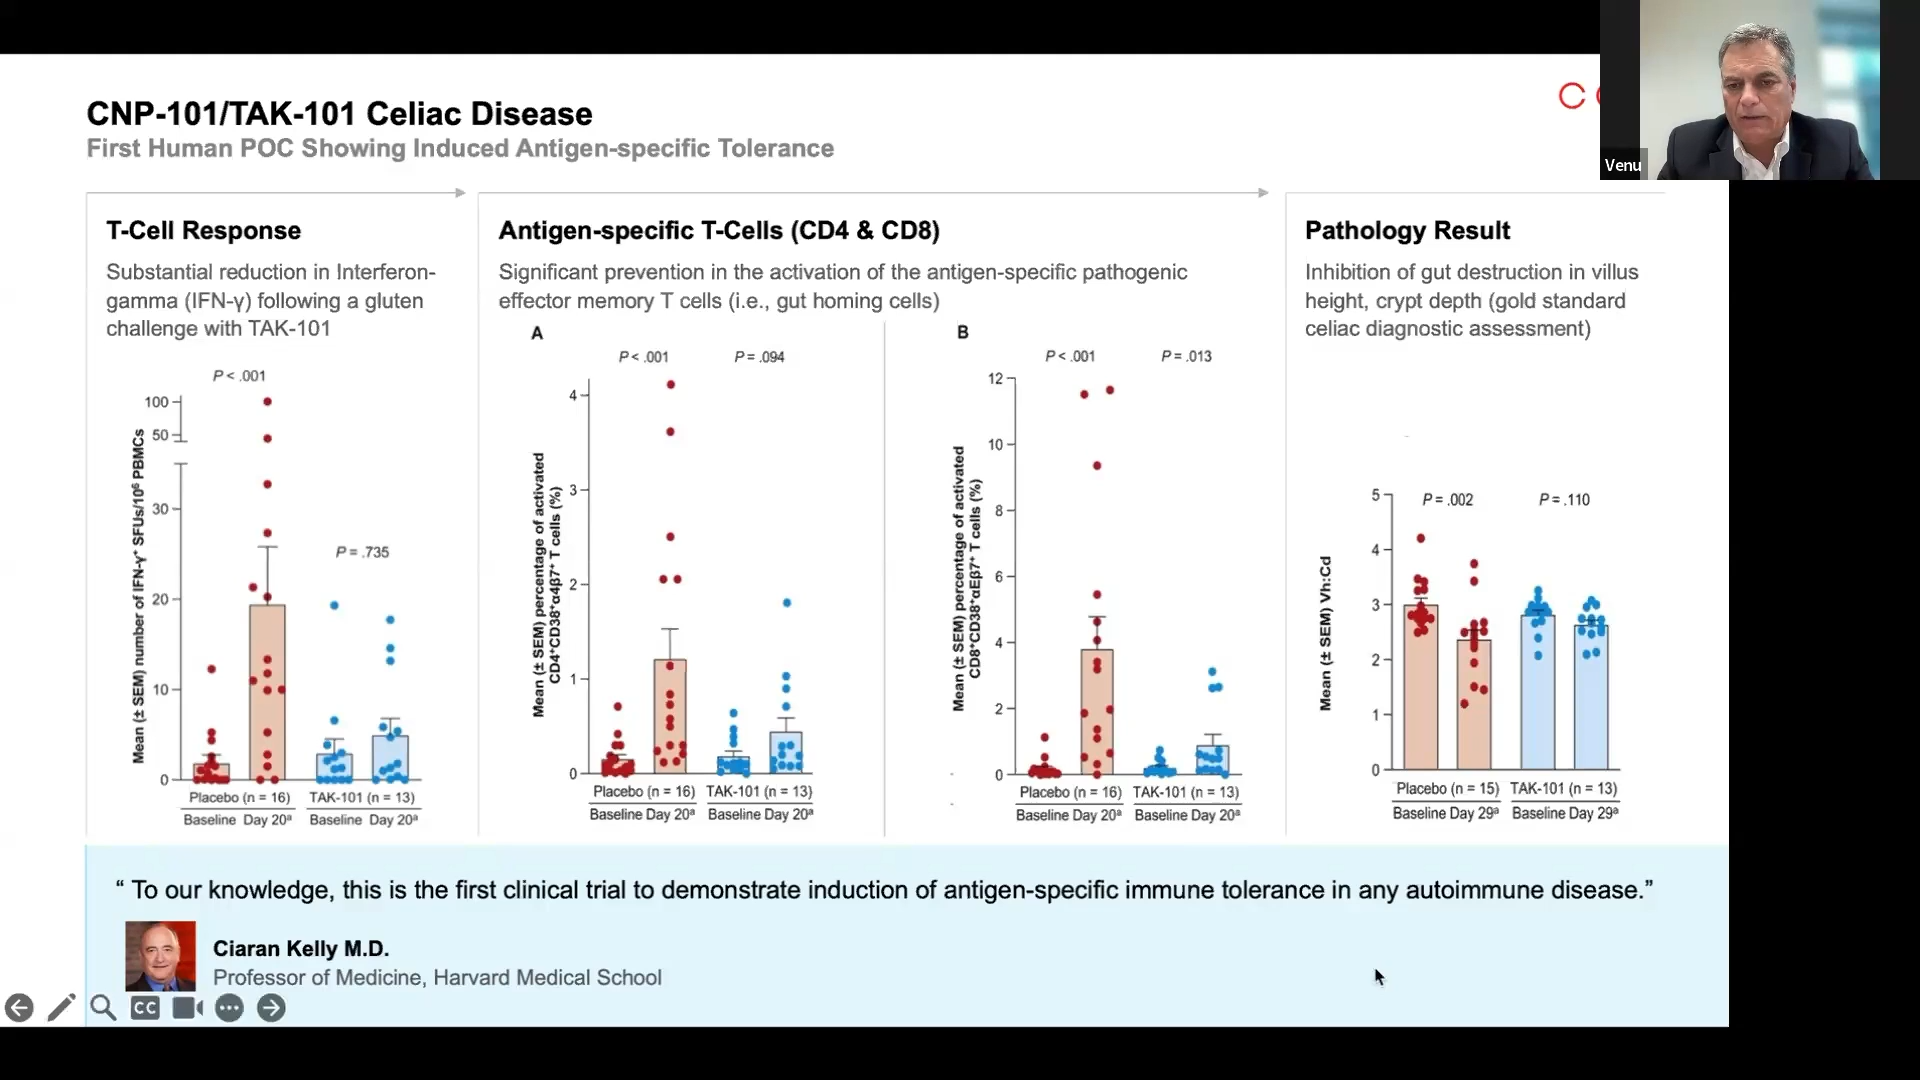 CNP-101/TAK-101 Celiac Disease
First Human POC Showing Induced Antigen-specific Tolerance
Venu
T-Cell Response
Substantial reduction in Interferon-
gamma (IFN-γ) following a gluten
challenge with TAK-101
P < .001
P = .735
Mean (± SEM) number of IFN-γ⁺ SFUs/10⁶ PBMCs
100
50
30
20
10
0
Placebo (n = 16) TAK-101 (n = 13)
Baseline Day 20ᵃ Baseline Day 20ᵃ
Antigen-specific T-Cells (CD4 & CD8)
Significant prevention in the activation of the antigen-specific pathogenic
effector memory T cells (i.e., gut homing cells)
A
P < .001 P = .094
Mean (± SEM) percentage of activated
CD4⁺CD38⁺α4β7⁺ T cells (%)
4
3
2
1
0
Placebo (n = 16) TAK-101 (n = 13)
Baseline Day 20ᵃ Baseline Day 20ᵃ
B
P < .001 P = .013
Mean (± SEM) percentage of activated
CD8⁺CD38⁺αEβ7⁺ T cells (%)
12
10
8
6
4
2
0
Placebo (n = 16) TAK-101 (n = 13)
Baseline Day 20ᵃ Baseline Day 20ᵃ
Pathology Result
Inhibition of gut destruction in villus
height, crypt depth (gold standard
celiac diagnostic assessment)
P = .002 P = .110
Mean (± SEM) Vh:Cd
5
4
3
2
1
0
Placebo (n = 15) TAK-101 (n = 13)
Baseline Day 29ᵃ Baseline Day 29ᵃ
“ To our knowledge, this is the first clinical trial to demonstrate induction of antigen-specific immune tolerance in any autoimmune disease.”
Ciaran Kelly M.D.
Professor of Medicine, Harvard Medical School
CC